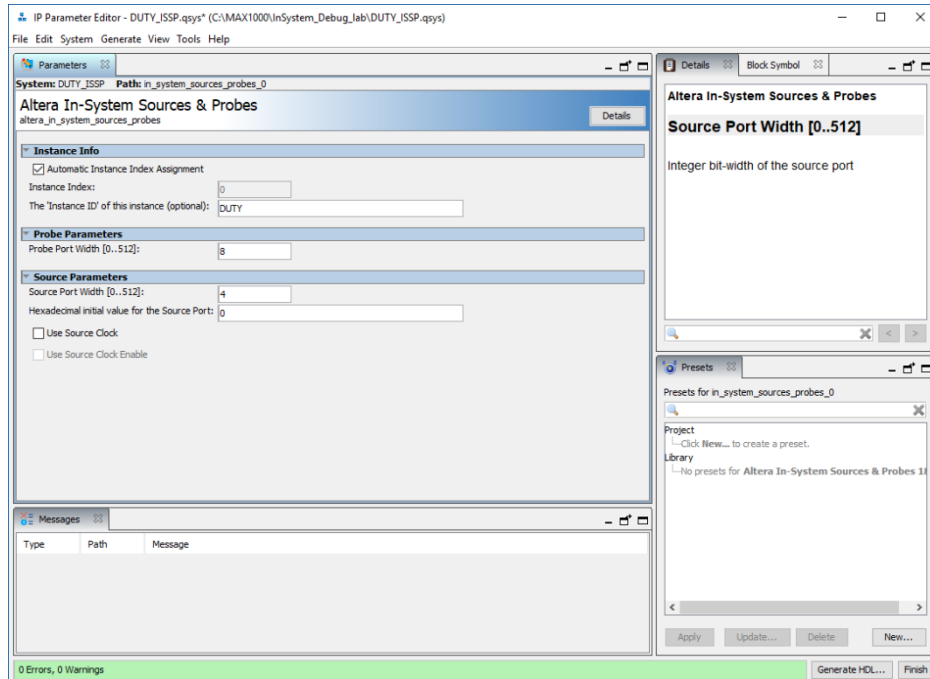 IP Parameter Editor - DUTY_ISSP.qsys* (C:\MAX1000\InSystem_Debug_lab\DUTY_ISSP.qsys)
File Edit System Generate View Tools Help
Parameters
System: DUTY_ISSP Path: in_system_sources_probes_0
Altera In-System Sources & Probes
altera_in_system_sources_probes
Details
Instance Info
Automatic Instance Index Assignment
Instance Index: 0
The 'Instance ID' of this instance (optional): DUTY
Probe Parameters
Probe Port Width [0..512]: 8
Source Parameters
Source Port Width [0..512]: 4
Hexadecimal initial value for the Source Port: 0
Use Source Clock
Use Source Clock Enable
Messages
Type Path Message
0 Errors, 0 Warnings
Details Block Symbol
Altera In-System Sources & Probes
Source Port Width [0..512]
Integer bit-width of the source port
Presets
Presets for in_system_sources_probes_0
Project
Click New... to create a preset.
Library
No presets for Altera In-System Sources & Probes
Apply Update... Delete New...
Generate HDL... Finish